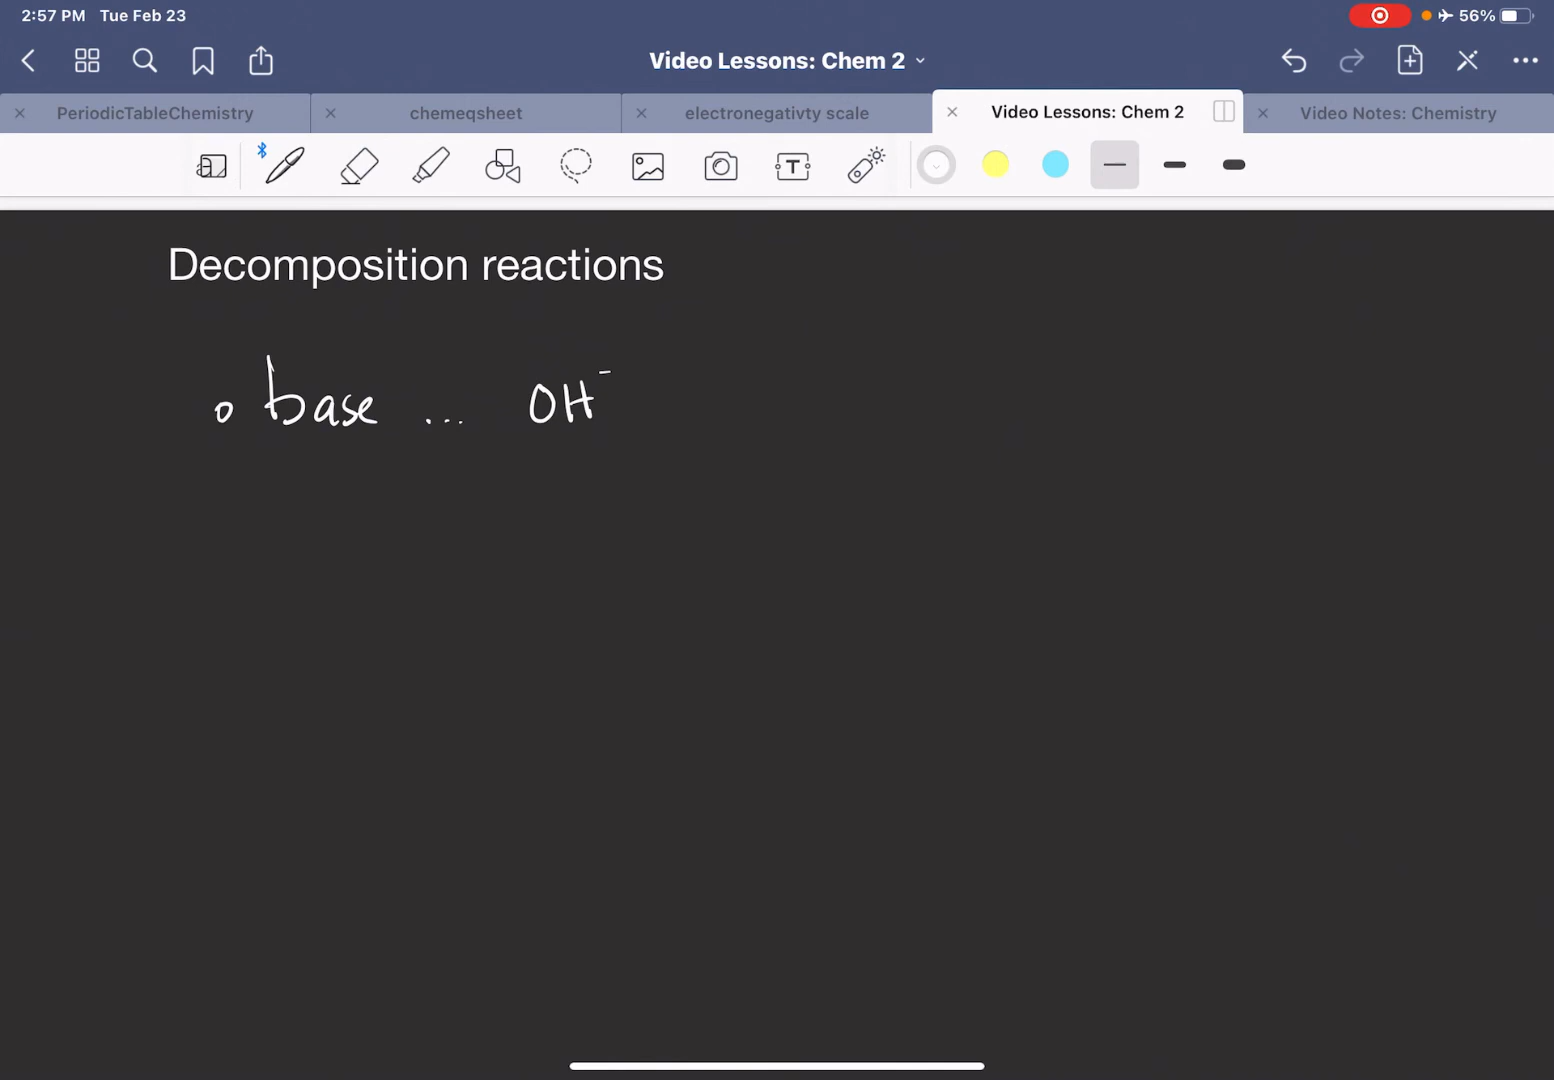 2:57 PM Tue Feb 23 56%
Video Lessons: Chem 2
PeriodicTableChemistry chemeqsheet electronegativty scale Video Lessons: Chem 2 Video Notes: Chemistry
Decomposition reactions
◦ base ... OH⁻